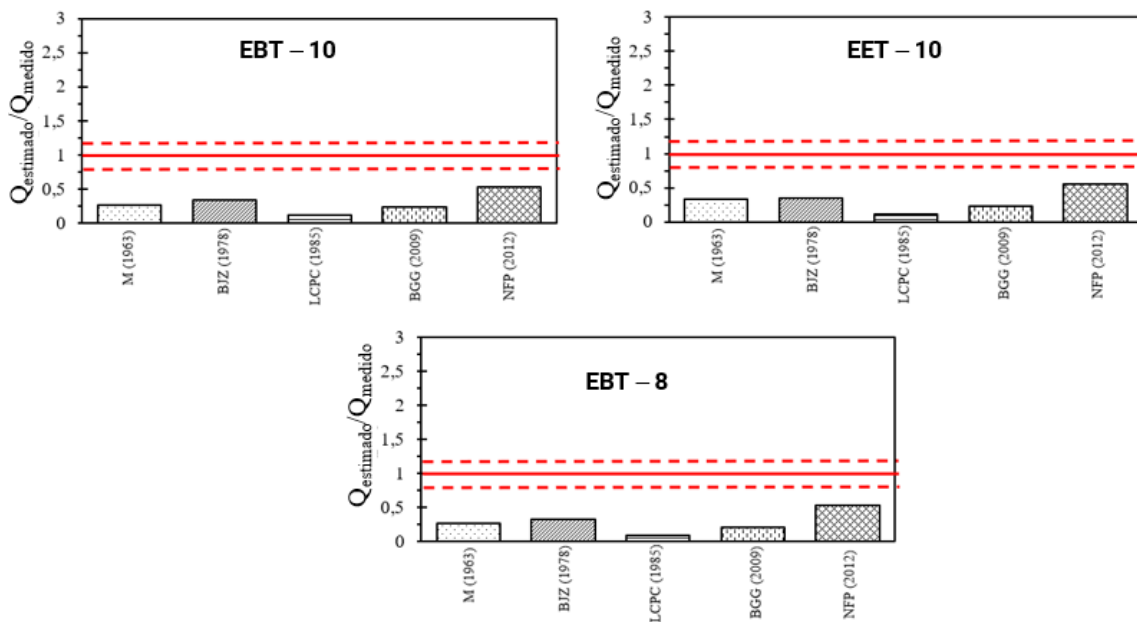 EBT – 10
Qestimado/Qmedido
3
2,5
2
1,5
1
0,5
0
M (1963)
BJZ (1978)
LCPC (1985)
BGG (2009)
NFP (2012)
EET – 10
Qestimado/Qmedido
3
2,5
2
1,5
1
0,5
0
M (1963)
BJZ (1978)
LCPC (1985)
BGG (2009)
NFP (2012)
EBT – 8
Qestimado/Qmedido
3
2,5
2
1,5
1
0,5
0
M (1963)
BJZ (1978)
LCPC (1985)
BGG (2009)
NFP (2012)